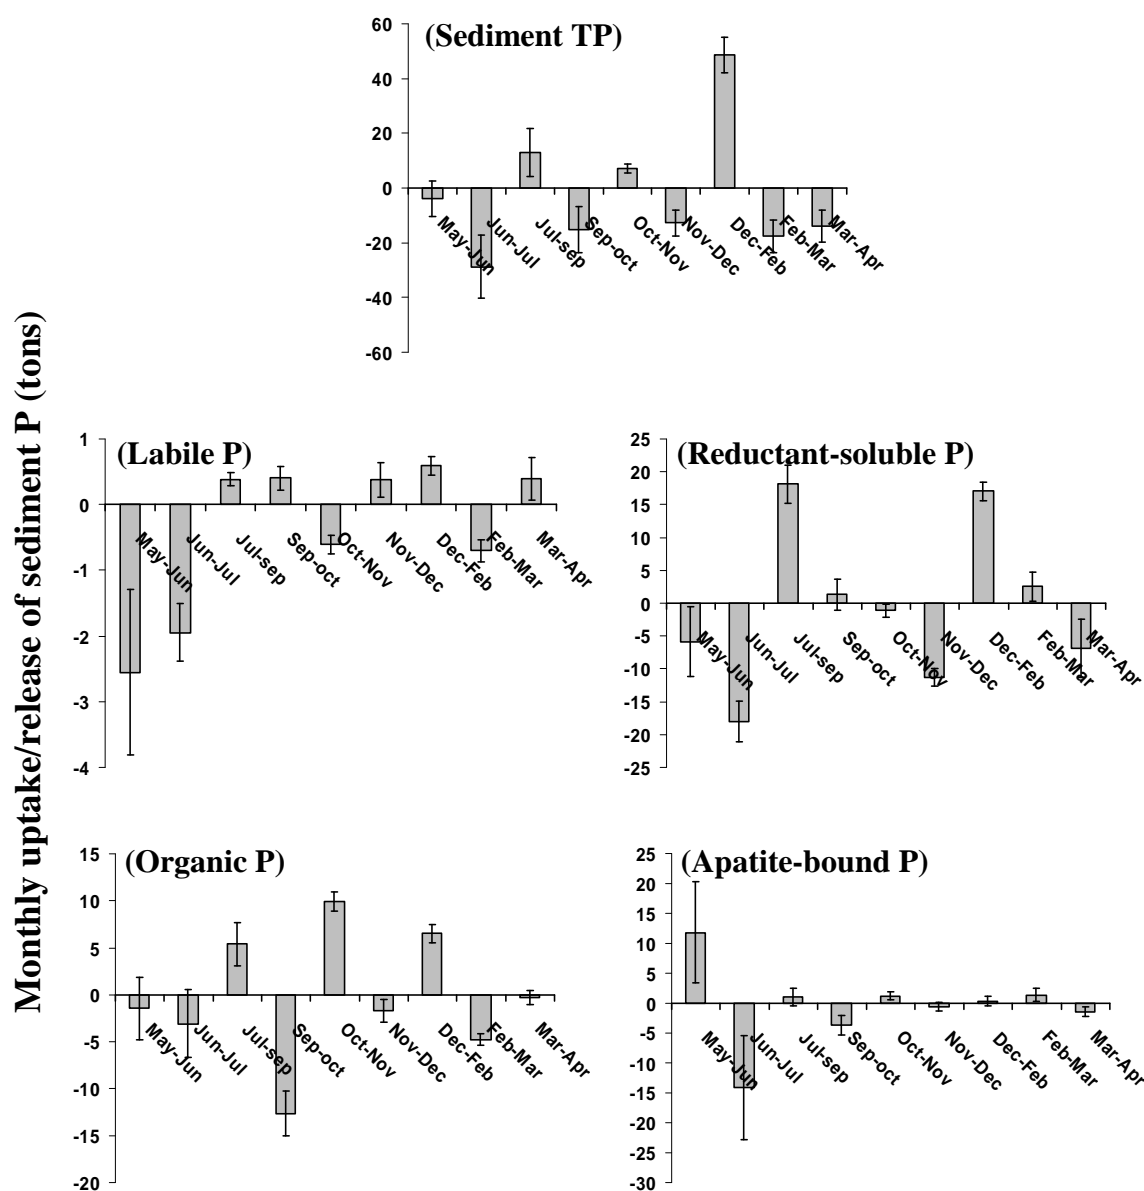 Monthly uptake/release of sediment P (tons)
(Sediment TP)
60
40
20
0
-20
-40
-60
May-Jun
Jun-Jul
Jul-sep
Sep-oct
Oct-Nov
Nov-Dec
Dec-Feb
Feb-Mar
Mar-Apr
(Labile P)
1
0
-1
-2
-3
-4
May-Jun
Jun-Jul
Jul-sep
Sep-oct
Oct-Nov
Nov-Dec
Dec-Feb
Feb-Mar
Mar-Apr
(Reductant-soluble P)
25
20
15
10
5
0
-5
-10
-15
-20
-25
May-Jun
Jun-Jul
Jul-sep
Sep-oct
Oct-Nov
Nov-Dec
Dec-Feb
Feb-Mar
Mar-Apr
(Organic P)
15
10
5
0
-5
-10
-15
-20
May-Jun
Jun-Jul
Jul-sep
Sep-oct
Oct-Nov
Nov-Dec
Dec-Feb
Feb-Mar
Mar-Apr
(Apatite-bound P)
25
20
15
10
5
0
-5
-10
-15
-20
-25
-30
May-Jun
Jun-Jul
Jul-sep
Sep-oct
Oct-Nov
Nov-Dec
Dec-Feb
Feb-Mar
Mar-Apr